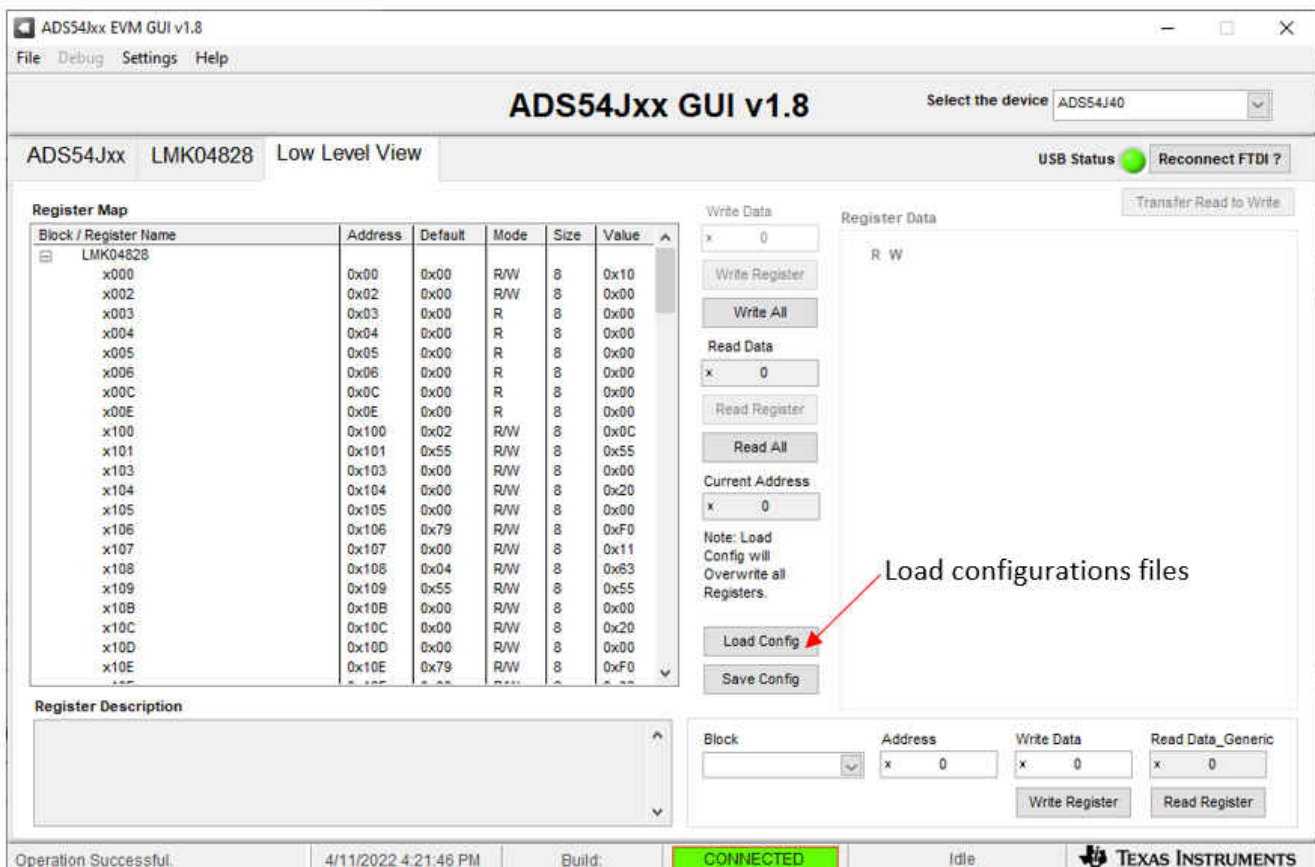 ADS54Jxx EVM GUI v1.8
File Debug Settings Help
ADS54Jxx GUI v1.8
Select the device ADS54J40
ADS54Jxx LMK04828 Low Level View
USB Status Reconnect FTDI ?
Transfer Read to Write
Register Map
Block / Register Name Address Default Mode Size Value
LMK04828
x000 0x00 0x00 R/W 8 0x10
x002 0x02 0x00 R/W 8 0x00
x003 0x03 0x00 R 8 0x00
x004 0x04 0x00 R 8 0x00
x005 0x05 0x00 R 8 0x00
x006 0x06 0x00 R 8 0x00
x00C 0x0C 0x00 R 8 0x00
x00E 0x0E 0x00 R 8 0x00
x100 0x100 0x02 R/W 8 0x0C
x101 0x101 0x55 R/W 8 0x55
x103 0x103 0x00 R/W 8 0x00
x104 0x104 0x00 R/W 8 0x20
x105 0x105 0x00 R/W 8 0x00
x106 0x106 0x79 R/W 8 0xF0
x107 0x107 0x00 R/W 8 0x11
x108 0x108 0x04 R/W 8 0x63
x109 0x109 0x55 R/W 8 0x55
x10B 0x10B 0x00 R/W 8 0x00
x10C 0x10C 0x00 R/W 8 0x20
x10D 0x10D 0x00 R/W 8 0x00
x10E 0x10E 0x79 R/W 8 0xF0
Write Data
x 0
Write Register
Write All
Read Data
x 0
Read Register
Read All
Current Address
x 0
Note: Load
Config will
Overwrite all
Registers.
Load Config
Save Config
Register Data
R W
Load configurations files
Register Description
Block Address Write Data Read Data_Generic
x 0 x 0 x 0
Write Register Read Register
Operation Successful. 4/11/2022 4:21:46 PM Build: CONNECTED Idle TEXAS INSTRUMENTS